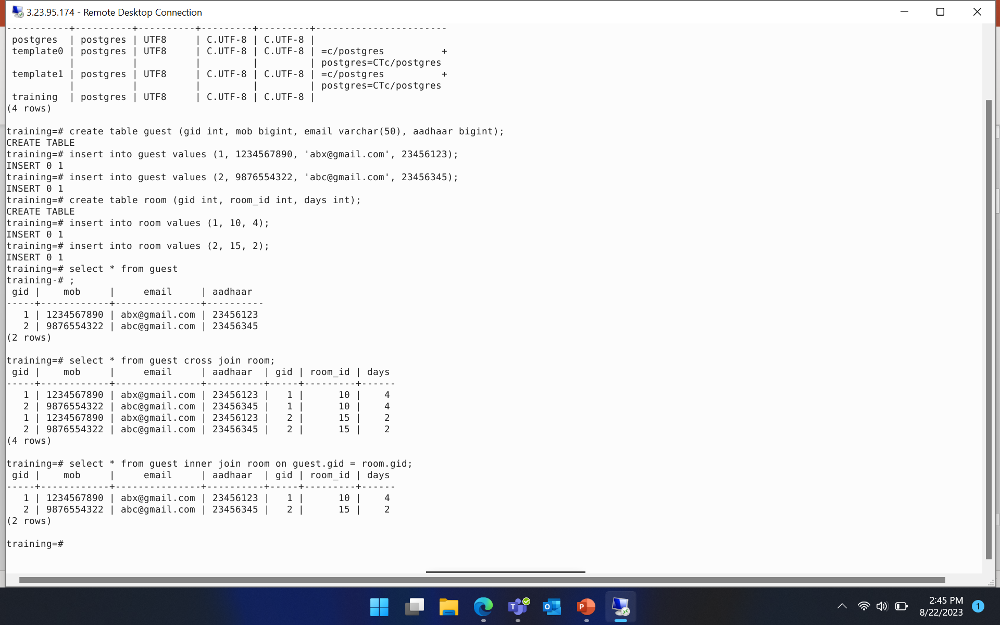 3.23.95.174 - Remote Desktop Connection
-----------+----------+----------+---------+---------+-----------------------
 postgres  | postgres | UTF8     | C.UTF-8 | C.UTF-8 |
 template0 | postgres | UTF8     | C.UTF-8 | C.UTF-8 | =c/postgres          +
           |          |          |         |         | postgres=CTc/postgres
 template1 | postgres | UTF8     | C.UTF-8 | C.UTF-8 | =c/postgres          +
           |          |          |         |         | postgres=CTc/postgres
 training  | postgres | UTF8     | C.UTF-8 | C.UTF-8 |
(4 rows)
training=# create table guest (gid int, mob bigint, email varchar(50), aadhaar bigint);
CREATE TABLE
training=# insert into guest values (1, 1234567890, 'abx@gmail.com', 23456123);
INSERT 0 1
training=# insert into guest values (2, 9876554322, 'abc@gmail.com', 23456345);
INSERT 0 1
training=# create table room (gid int, room_id int, days int);
CREATE TABLE
training=# insert into room values (1, 10, 4);
INSERT 0 1
training=# insert into room values (2, 15, 2);
INSERT 0 1
training=# select * from guest
training-# ;
 gid |    mob     |     email     | aadhaar
-----+------------+---------------+----------
   1 | 1234567890 | abx@gmail.com | 23456123
   2 | 9876554322 | abc@gmail.com | 23456345
(2 rows)
training=# select * from guest cross join room;
 gid |    mob     |     email     | aadhaar  | gid | room_id | days
-----+------------+---------------+----------+-----+---------+------
   1 | 1234567890 | abx@gmail.com | 23456123 |   1 |      10 |    4
   2 | 9876554322 | abc@gmail.com | 23456345 |   1 |      10 |    4
   1 | 1234567890 | abx@gmail.com | 23456123 |   2 |      15 |    2
   2 | 9876554322 | abc@gmail.com | 23456345 |   2 |      15 |    2
(4 rows)
training=# select * from guest inner join room on guest.gid = room.gid;
 gid |    mob     |     email     | aadhaar  | gid | room_id | days
-----+------------+---------------+----------+-----+---------+------
   1 | 1234567890 | abx@gmail.com | 23456123 |   1 |      10 |    4
   2 | 9876554322 | abc@gmail.com | 23456345 |   2 |      15 |    2
(2 rows)
training=#
2:45 PM
8/22/2023
1